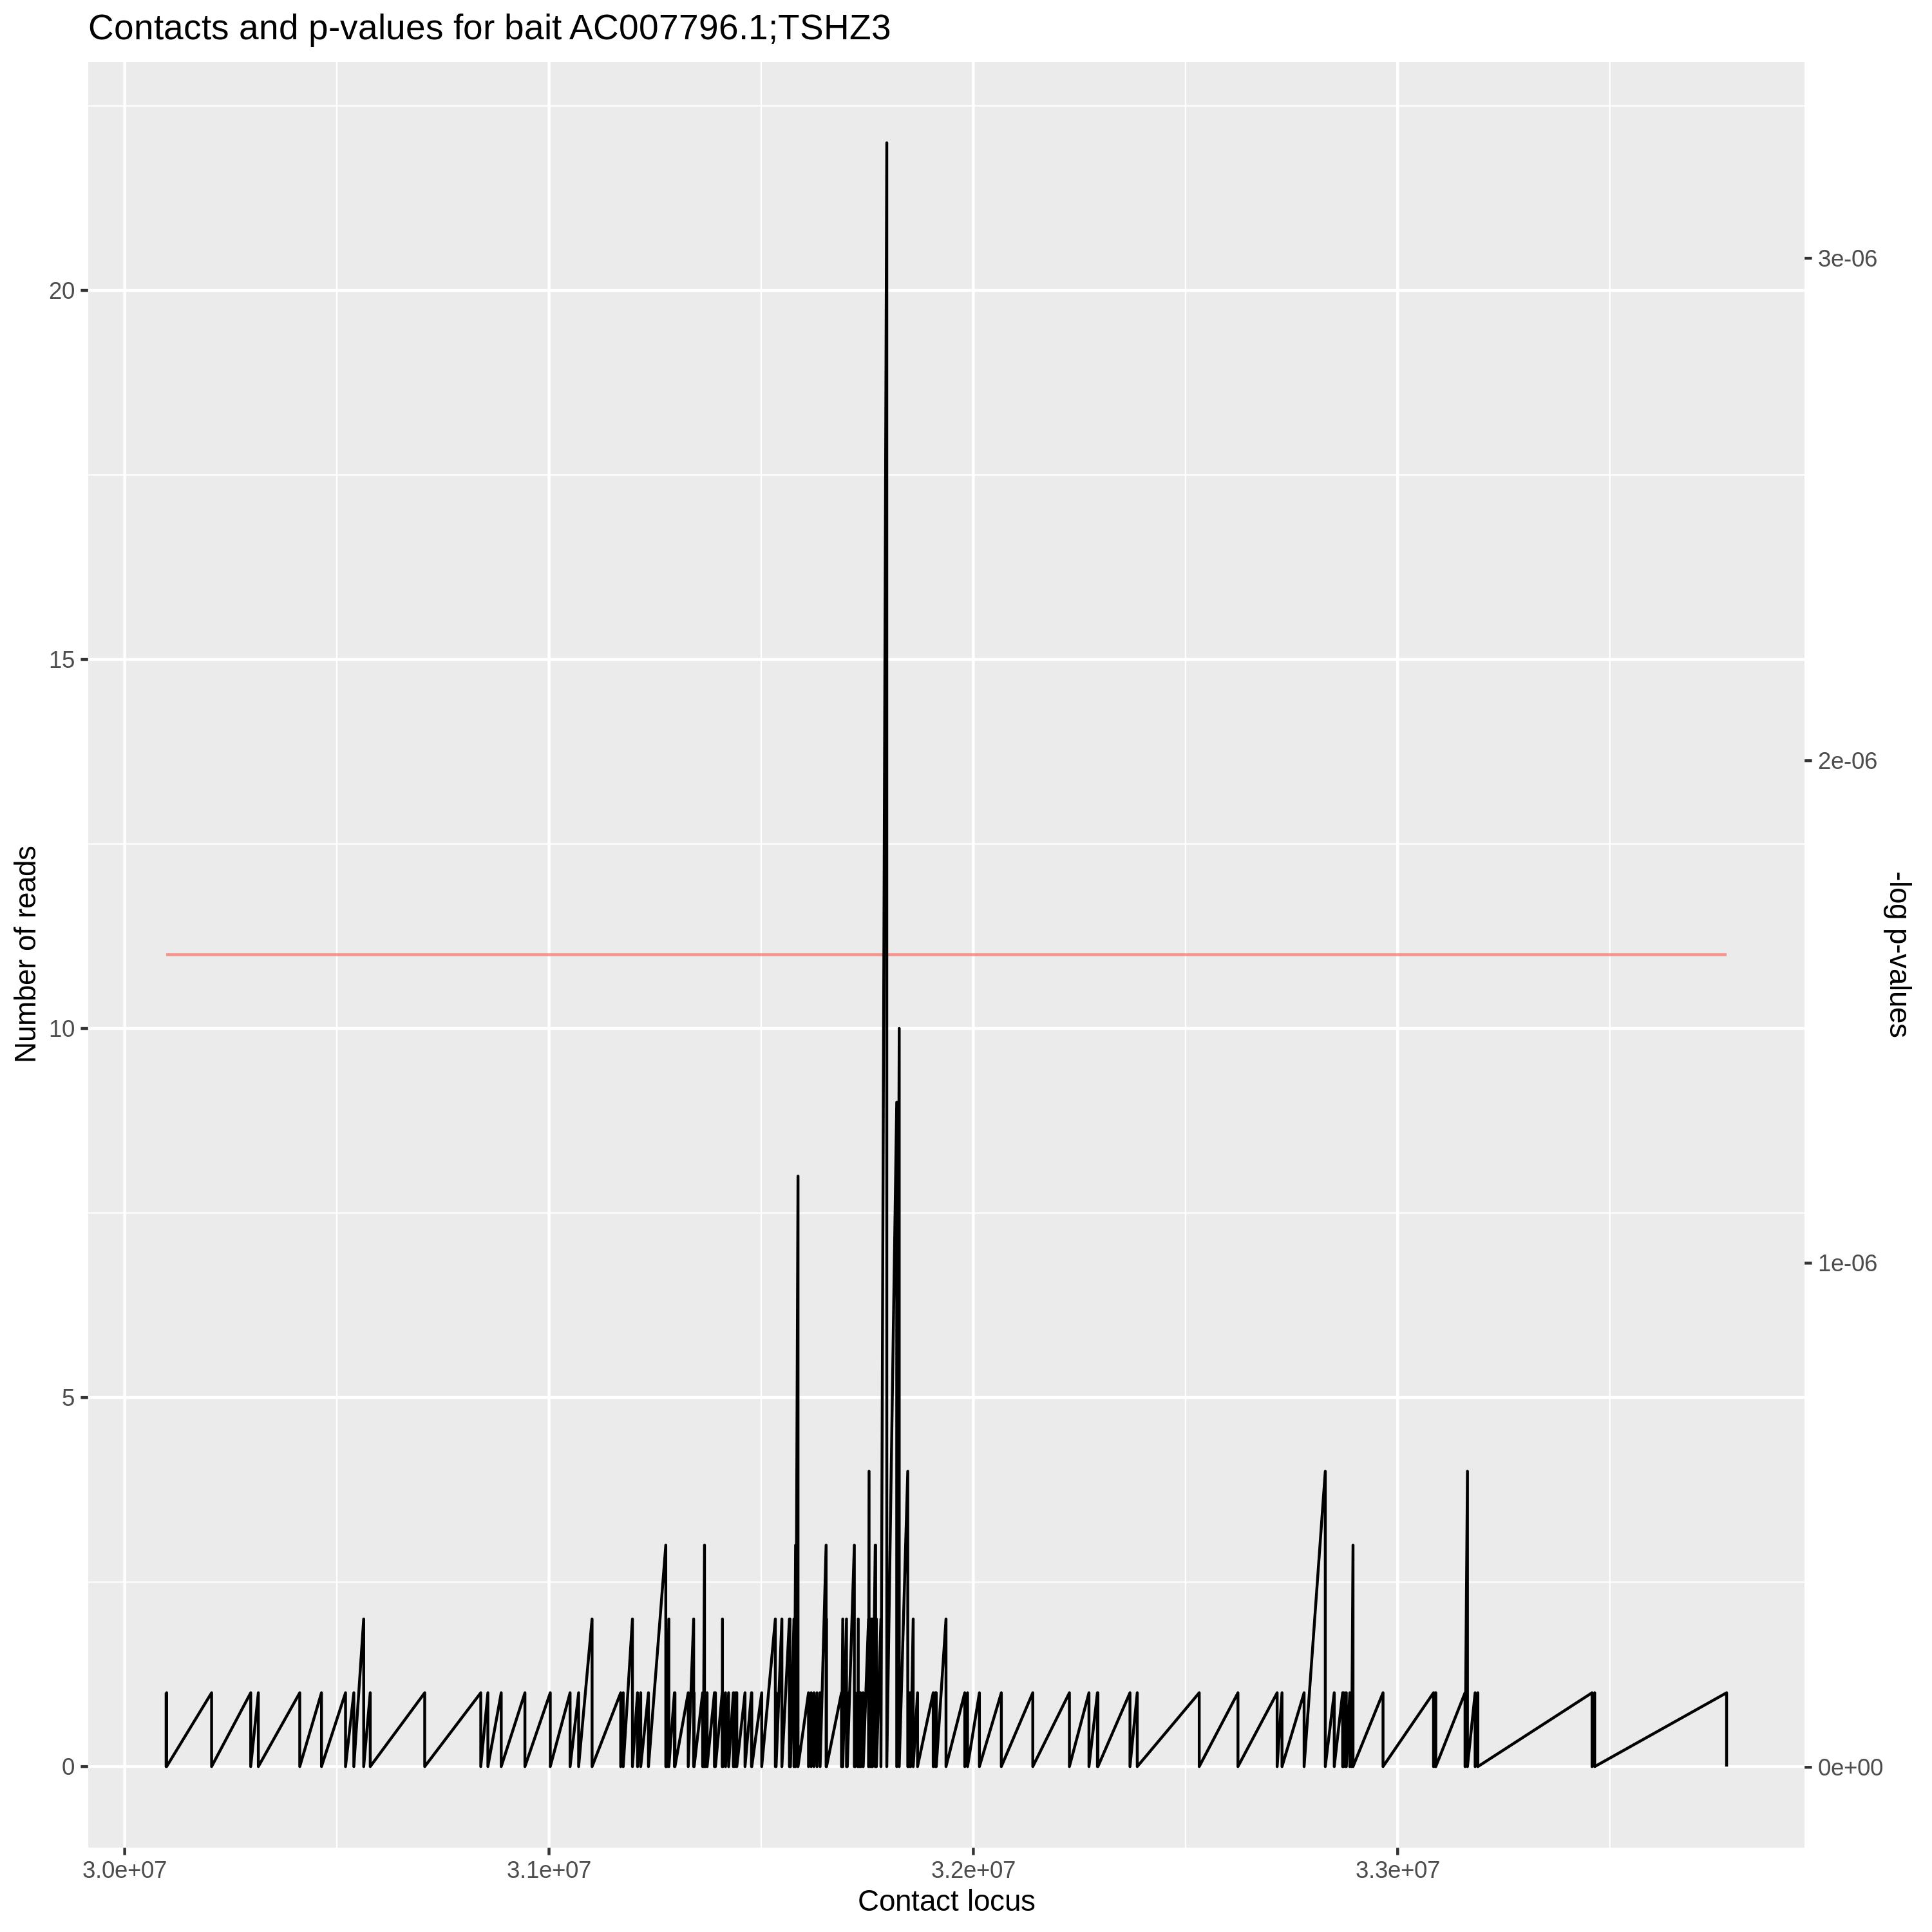 Contacts and p-values for bait AC007796.1;TSHZ3
Number of reads
20
15
10
5
0
3e-06
2e-06
1e-06
0e+00
-log p-values
3.0e+07
3.1e+07
3.2e+07
3.3e+07
Contact locus